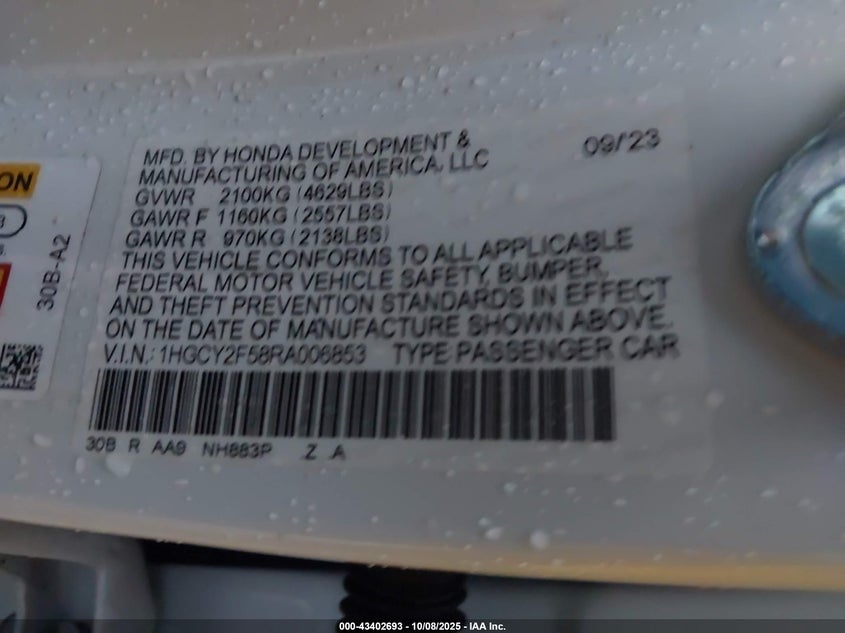 MFD. BY HONDA DEVELOPMENT & 09/'23
MANUFACTURING OF AMERICA, LLC
GVWR 2100KG (4629LBS)
GAWR F 1160KG (2557LBS)
GAWR R 970KG (2138LBS)
THIS VEHICLE CONFORMS TO ALL APPLICABLE
FEDERAL MOTOR VEHICLE SAFETY, BUMPER,
AND THEFT PREVENTION STANDARDS IN EFFECT
ON THE DATE OF MANUFACTURE SHOWN ABOVE.
V.I.N.: 1HGCY2F58RA006853 TYPE:PASSENGER CAR
30B R AA9 NH883P Z A
ON
30B-A2
000-43402693 - 10/08/2025 - IAA Inc.